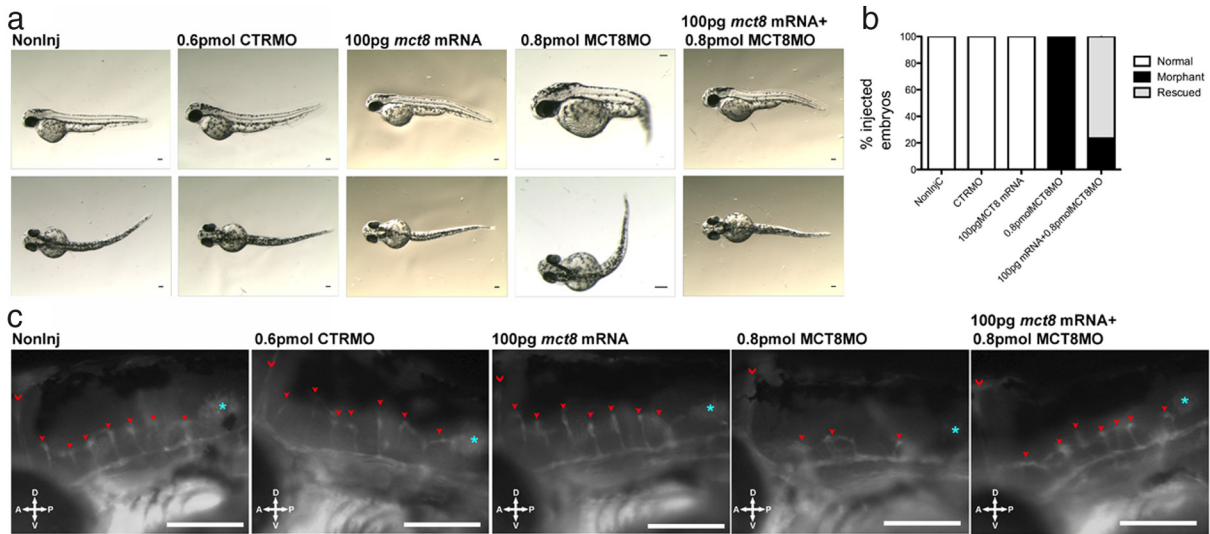 a
NonInj
0.6pmol CTRMO
100pg mct8 mRNA
0.8pmol MCT8MO
100pg mct8 mRNA+
0.8pmol MCT8MO
b
% injected
embryos
100
80
60
40
20
0
NonInjC
CTRMO
100pgMCT8 mRNA
0.8pmolMCT8MO
100pg mRNA+0.8pmolMCT8MO
Normal
Morphant
Rescued
c
NonInj
0.6pmol CTRMO
100pg mct8 mRNA
0.8pmol MCT8MO
100pg mct8 mRNA+
0.8pmol MCT8MO
*
*
*
*
*
D
A P
V
D
A P
V
D
A P
V
D
A P
V
D
A P
V